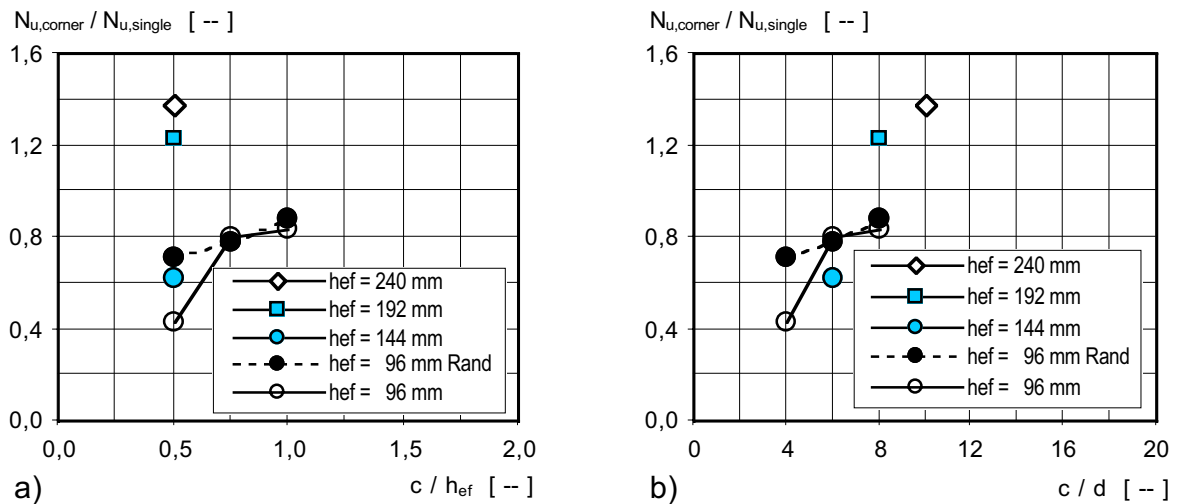 N_u,corner / N_u,single [ -- ]
1,6
1,2
0,8
0,4
0,0
hef = 240 mm
hef = 192 mm
hef = 144 mm
hef = 96 mm Rand
hef = 96 mm
0,0 0,5 1,0 1,5 2,0
a) c / h_ef [ -- ]
N_u,corner / N_u,single [ -- ]
1,6
1,2
0,8
0,4
0,0
hef = 240 mm
hef = 192 mm
hef = 144 mm
hef = 96 mm Rand
hef = 96 mm
0 4 8 12 16 20
b) c / d [ -- ]